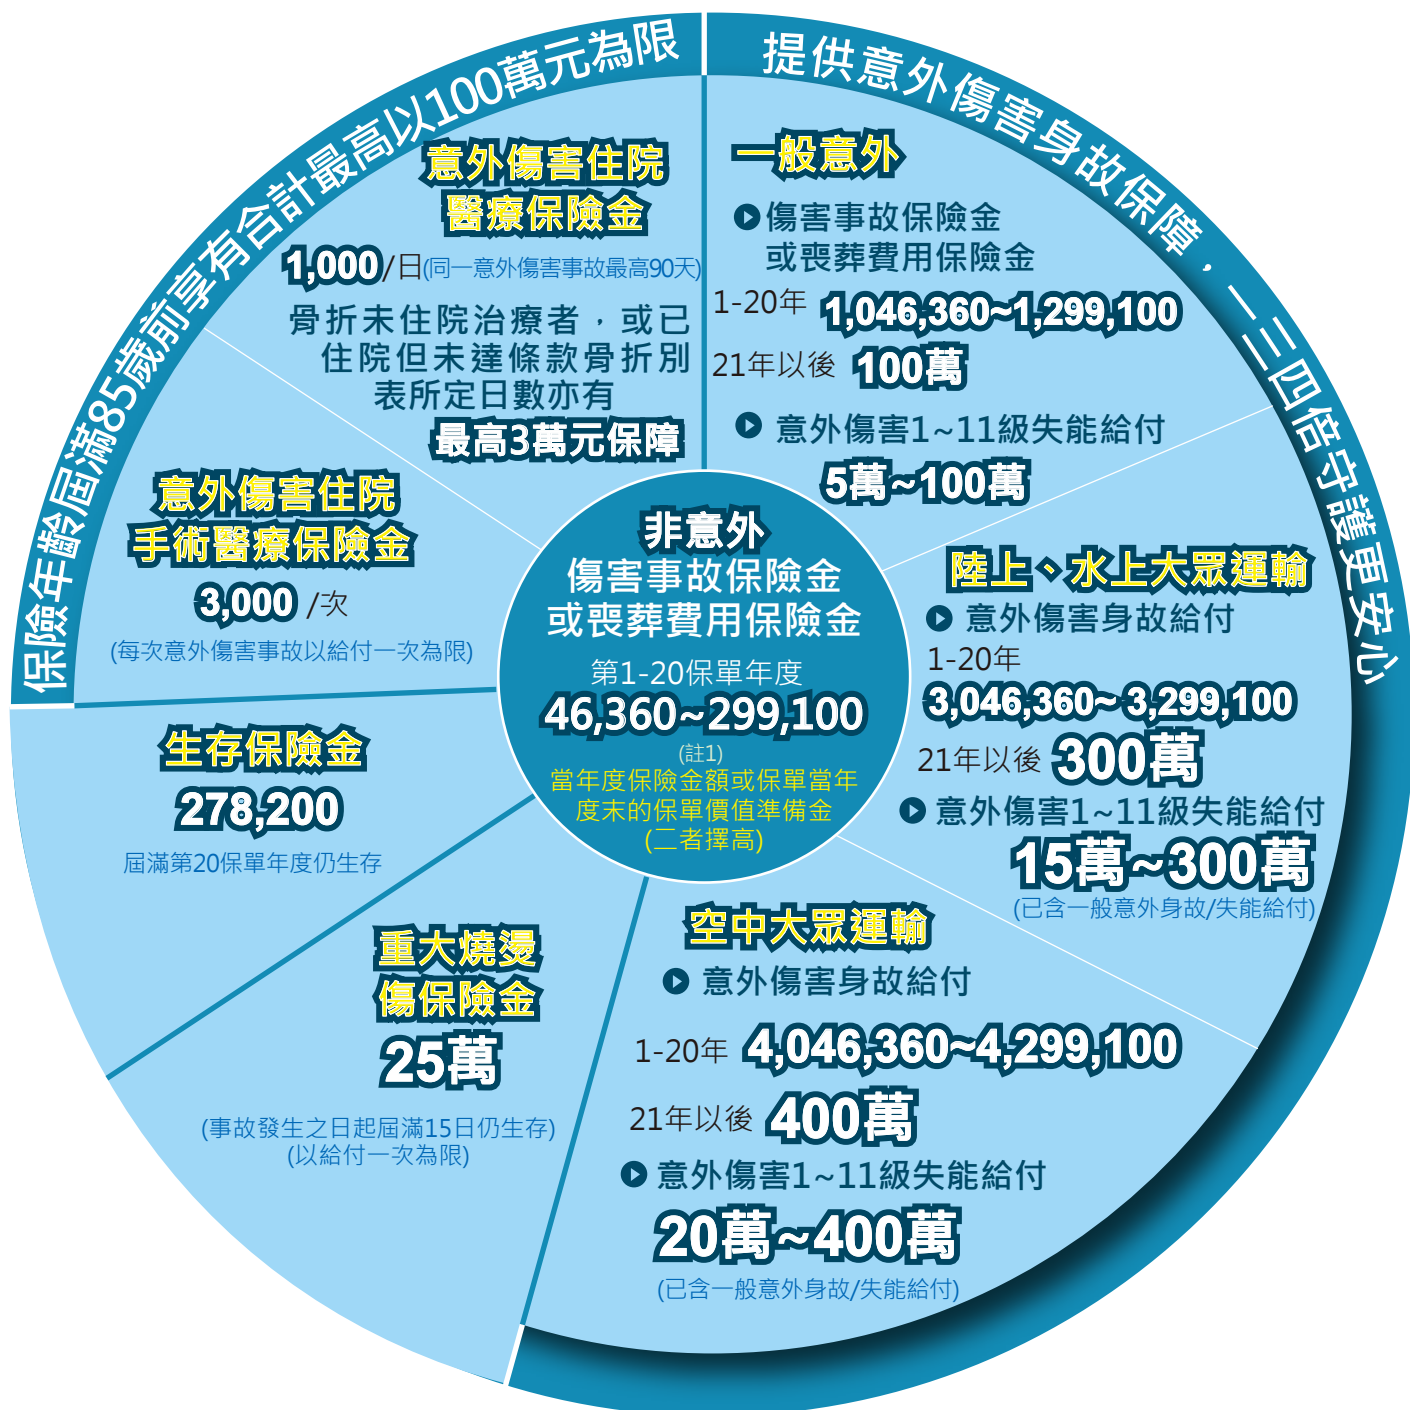 保險年齡屆滿85歲前享有合計最高以100萬元為限
提供意外傷害身故保障，一三四倍守護更安心
意外傷害住院
醫療保險金
1,000/日(同一意外傷害事故最高90天)
骨折未住院治療者，或已
住院但未達條款骨折別
表所定日數亦有
最高3萬元保障
一般意外
傷害事故保險金
或喪葬費用保險金
1-20年 1,046,360~1,299,100
21年以後 100萬
意外傷害1~11級失能給付
5萬~100萬
意外傷害住院
手術醫療保險金
3,000 /次
(每次意外傷害事故以給付一次為限)
非意外
傷害事故保險金
或喪葬費用保險金
第1-20保單年度
46,360~299,100
(註1)
當年度保險金額或保單當年
度末的保單價值準備金
(二者擇高)
陸上、水上大眾運輸
意外傷害身故給付
1-20年
3,046,360~ 3,299,100
21年以後 300萬
意外傷害1~11級失能給付
15萬~300萬
(已含一般意外身故/失能給付)
生存保險金
278,200
屆滿第20保單年度仍生存
重大燒燙
傷保險金
25萬
(事故發生之日起屆滿15日仍生存)
(以給付一次為限)
空中大眾運輸
意外傷害身故給付
1-20年 4,046,360~4,299,100
21年以後 400萬
意外傷害1~11級失能給付
20萬~400萬
(已含一般意外身故/失能給付)